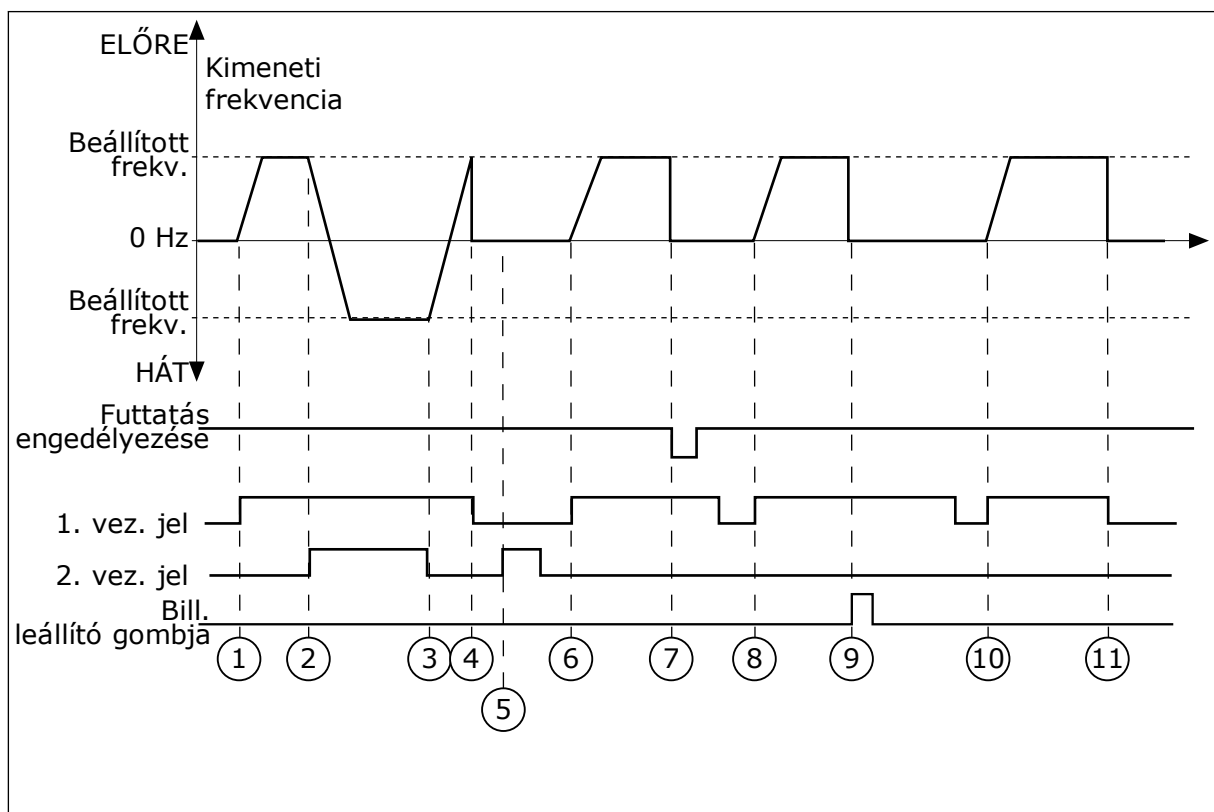 ELŐRE
Kimeneti
frekvencia
Beállított
frekv.
0 Hz
Beállított
frekv.
HÁT
Futtatás
engedélyezése
1. vez. jel
2. vez. jel
Bill.
leállító gombja
1 2 3 4 6 7 8 9 10 11
5